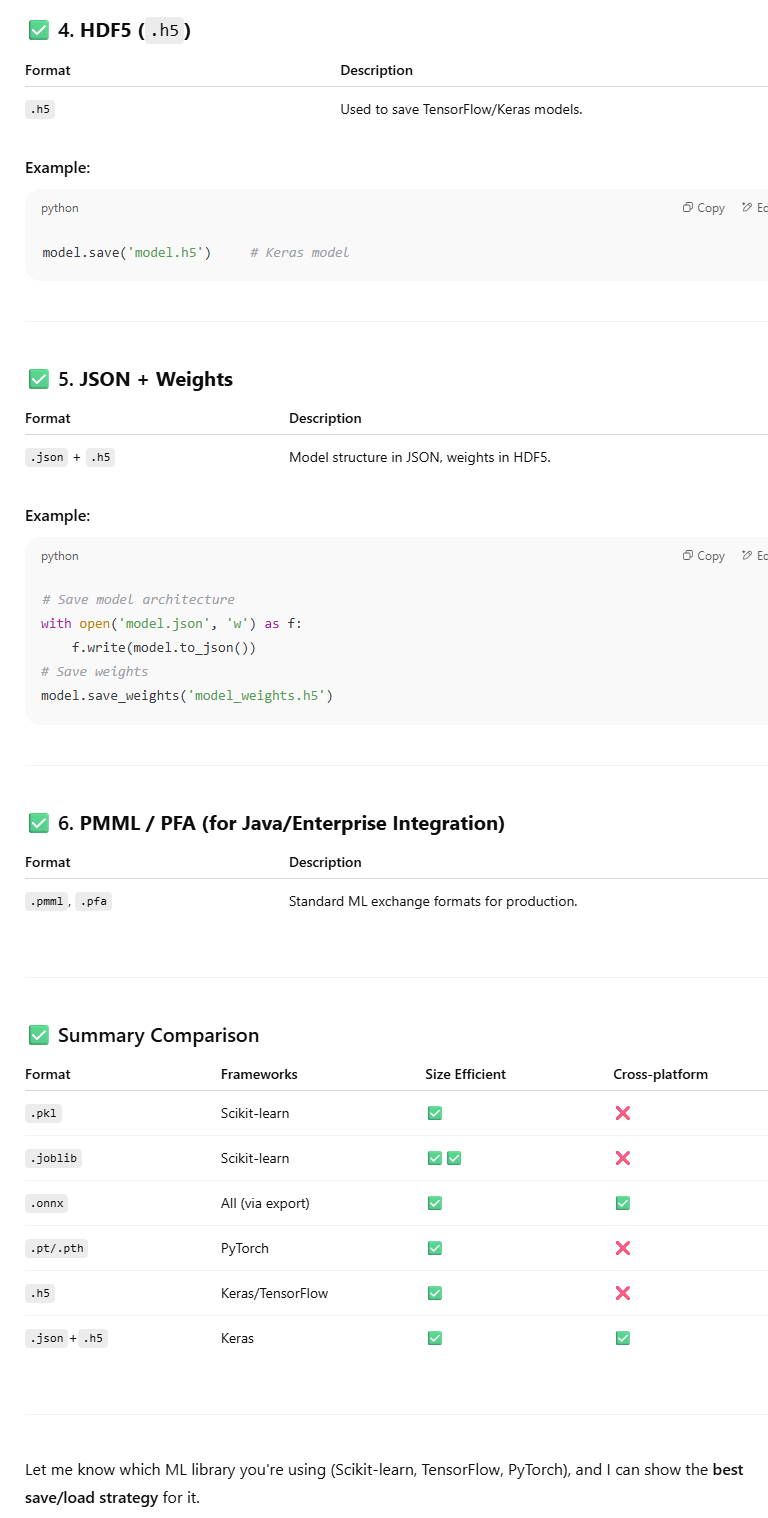 ✅ 4. HDF5 (.h5)
Format Description
.h5 Used to save TensorFlow/Keras models.
Example:
python Copy Ed
model.save('model.h5')     # Keras model
✅ 5. JSON + Weights
Format Description
.json + .h5 Model structure in JSON, weights in HDF5.
Example:
python Copy Ed
# Save model architecture
with open('model.json', 'w') as f:
    f.write(model.to_json())
# Save weights
model.save_weights('model_weights.h5')
✅ 6. PMML / PFA (for Java/Enterprise Integration)
Format Description
.pmml, .pfa Standard ML exchange formats for production.
✅ Summary Comparison
Format Frameworks Size Efficient Cross-platform
.pkl Scikit-learn ✅ ❌
.joblib Scikit-learn ✅✅ ❌
.onnx All (via export) ✅ ✅
.pt/.pth PyTorch ✅ ❌
.h5 Keras/TensorFlow ✅ ❌
.json+.h5 Keras ✅ ✅
Let me know which ML library you're using (Scikit-learn, TensorFlow, PyTorch), and I can show the best
save/load strategy for it.